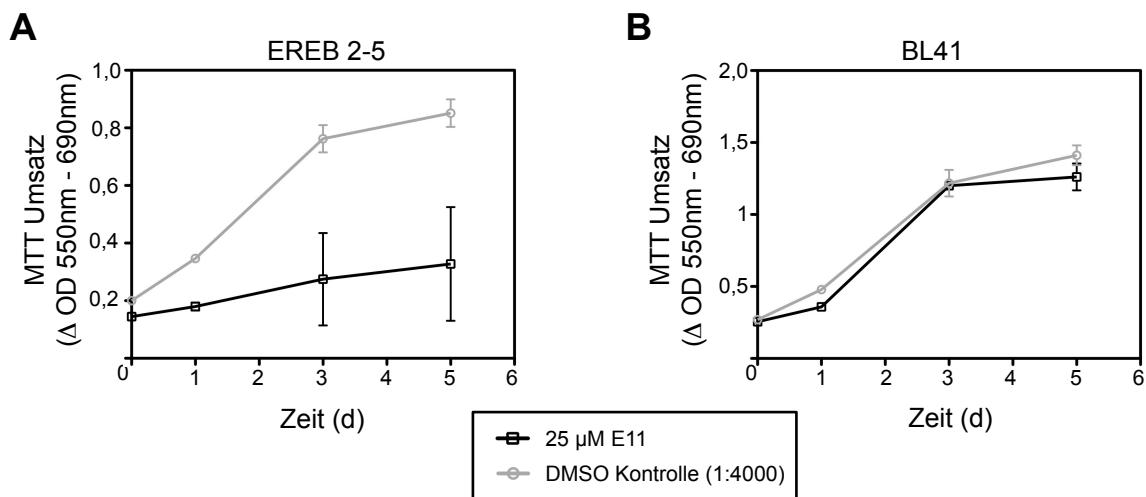 A
EREB 2-5
MTT Umsatz
(Δ OD 550nm - 690nm)
1,0
0,8
0,6
0,4
0,2
0 1 2 3 4 5 6
Zeit (d)
B
BL41
MTT Umsatz
(Δ OD 550nm - 690nm)
2,0
1,5
1
0,5
0 1 2 3 4 5 6
Zeit (d)
25 µM E11
DMSO Kontrolle (1:4000)